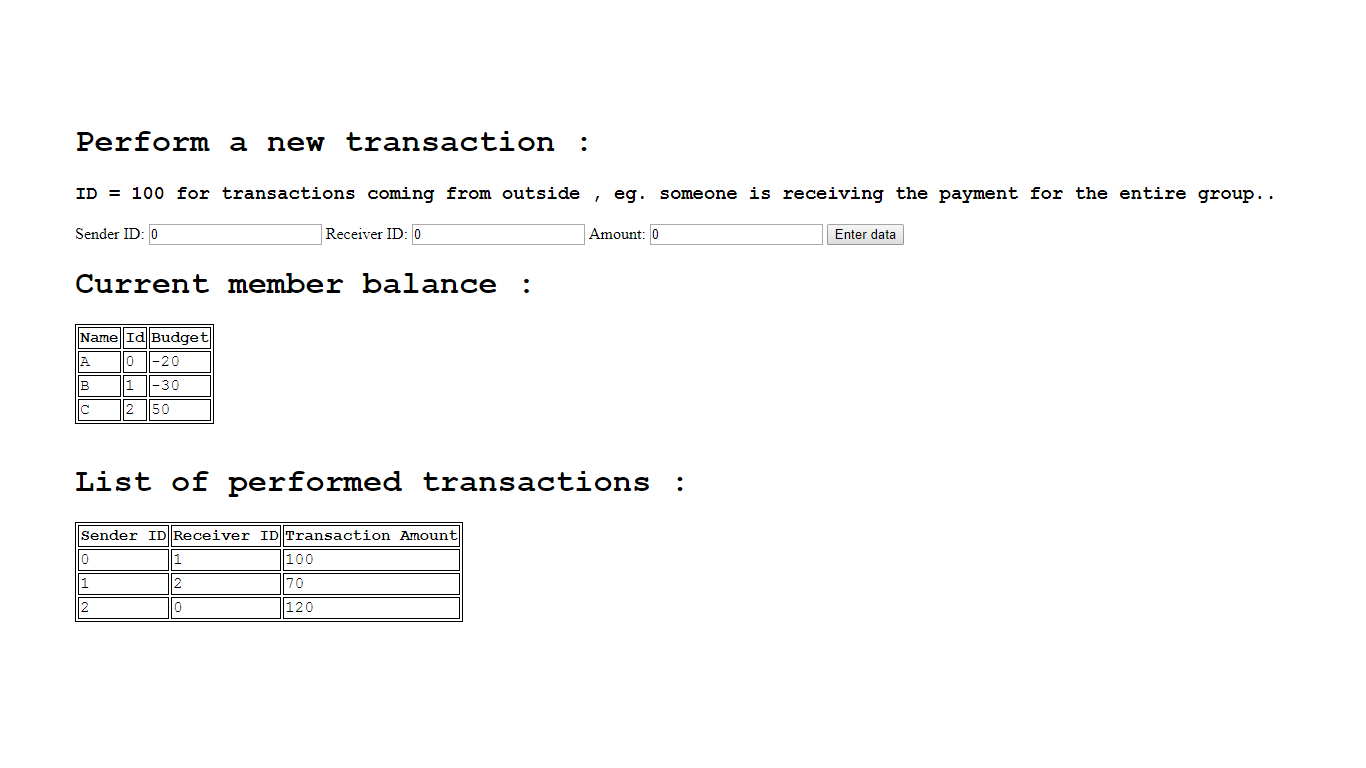 Perform a new transaction :
ID = 100 for transactions coming from outside , eg. someone is receiving the payment for the entire group..
Sender ID: 0 Receiver ID: 0 Amount: 0 Enter data
Current member balance :
Name Id Budget
A 0 -20
B 1 -30
C 2 50
List of performed transactions :
Sender ID Receiver ID Transaction Amount
0 1 100
1 2 70
2 0 120